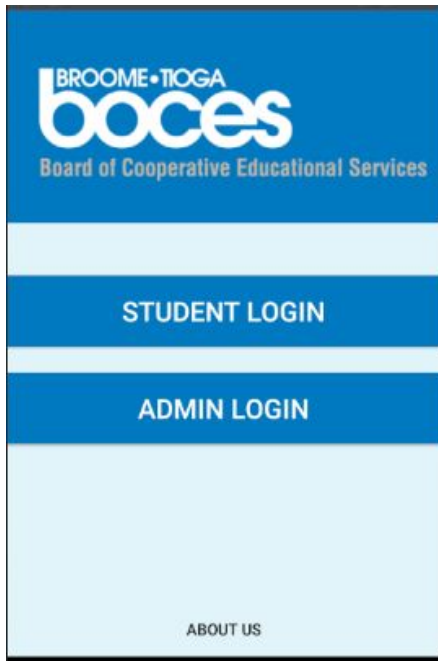 BROOME•TIOGA
boces
Board of Cooperative Educational Services
STUDENT LOGIN
ADMIN LOGIN
ABOUT US